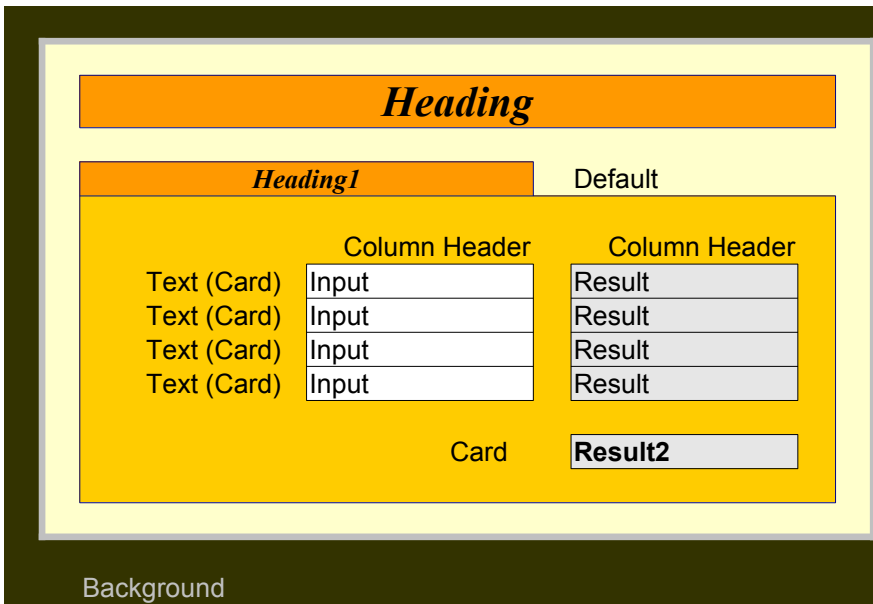 Heading
Heading1 Default
Column Header Column Header
Text (Card) Input Result
Text (Card) Input Result
Text (Card) Input Result
Text (Card) Input Result
Card Result2
Background